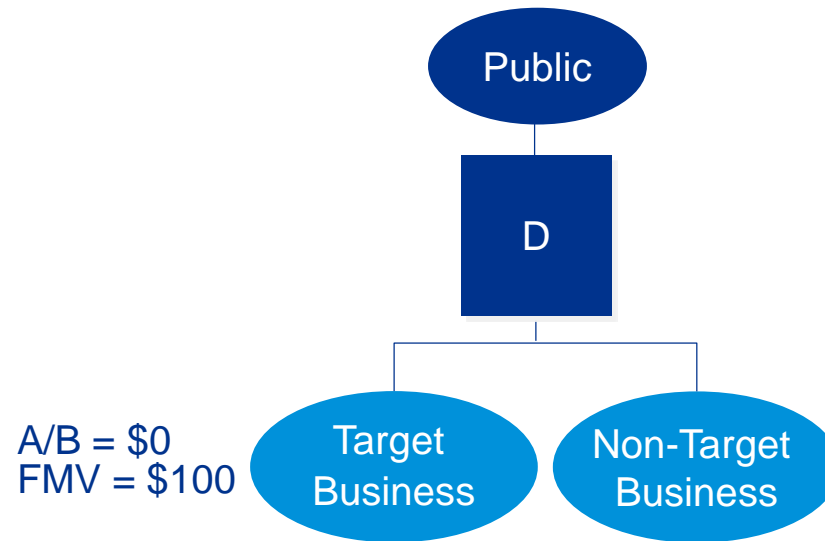 Public
D
A/B = $0
FMV = $100
Target
Business
Non-Target
Business